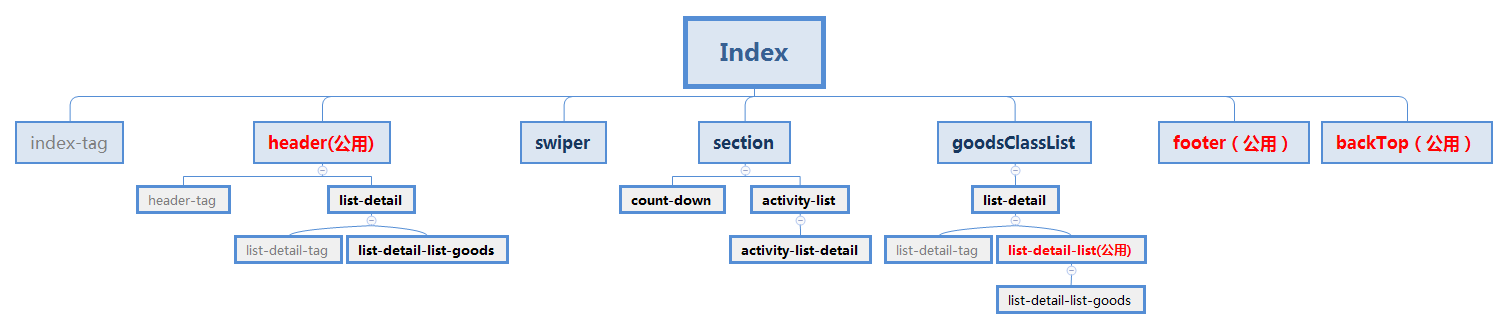 Index
index-tag
header(公用)
swiper
section
goodsClassList
footer（公用）
backTop（公用）
header-tag
list-detail
count-down
activity-list
list-detail
list-detail-tag
list-detail-list-goods
activity-list-detail
list-detail-tag
list-detail-list(公用)
list-detail-list-goods